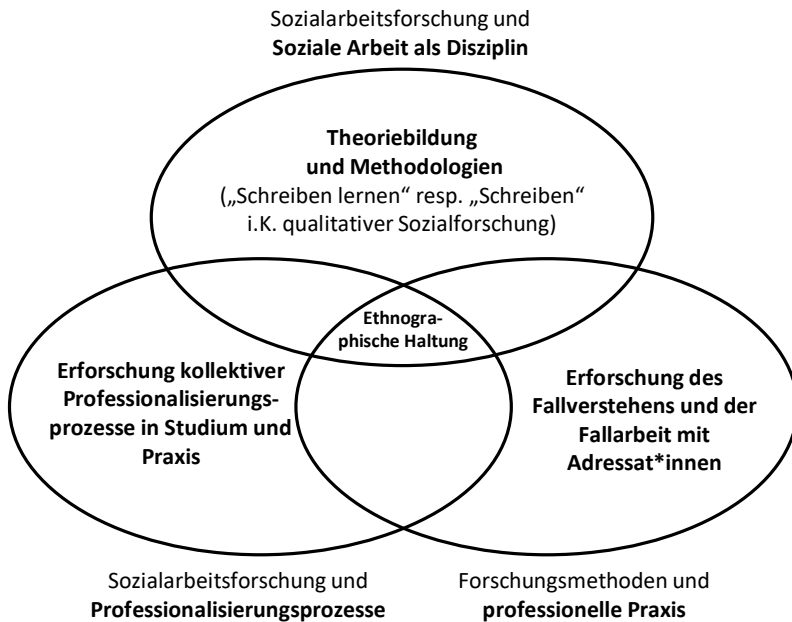 Sozialarbeitsforschung und
Soziale Arbeit als Disziplin
Theoriebildung
und Methodologien
(„Schreiben lernen“ resp. „Schreiben“
i.K. qualitativer Sozialforschung)
Ethnogra-
phische Haltung
Erforschung kollektiver
Professionalisierungs-
prozesse in Studium und
Praxis
Erforschung des
Fallverstehens und der
Fallarbeit mit
Adressat*innen
Sozialarbeitsforschung und
Professionalisierungsprozesse
Forschungsmethoden und
professionelle Praxis